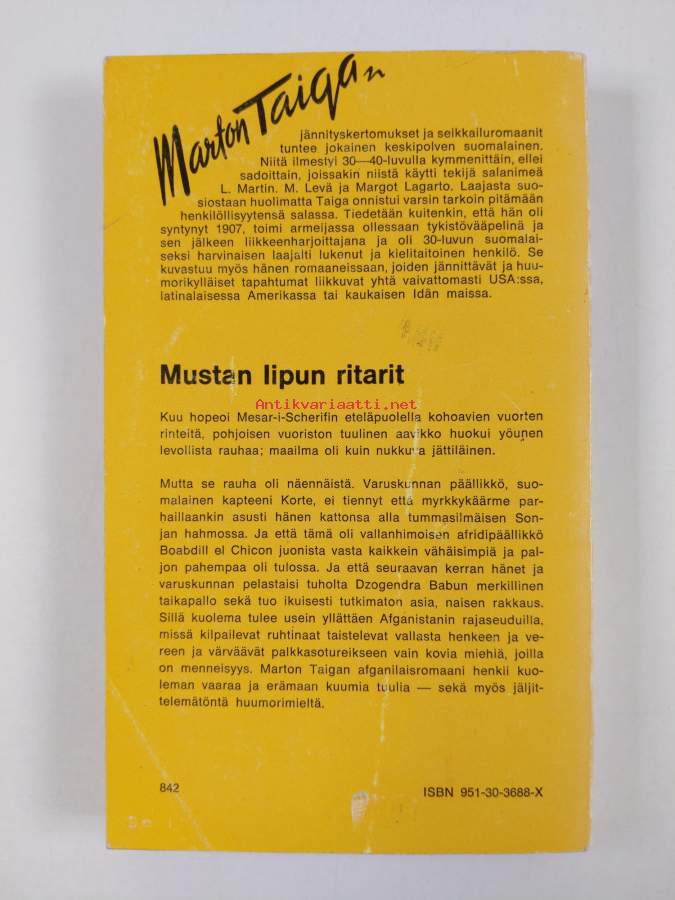 Marton Taigan
jännityskertomukset ja seikkailuromaanit
tuntee jokainen keskipolven suomalainen.
Niitä ilmestyi 30—40-luvulla kymmenittäin, ellei
sadoittain, joissakin niistä käytti tekijä salanimeä
L. Martin. M. Levä ja Margot Lagarto. Laajasta suo-
siostaan huolimatta Taiga onnistui varsin tarkoin pitämään
henkilöllisyytensä salassa. Tiedetään kuitenkin, että hän oli
syntynyt 1907, toimi armeijassa ollessaan tykistövääpelinä ja
sen jälkeen liikkeenharjoittajana ja oli 30-luvun suomalai-
seksi harvinaisen laajalti lukenut ja kielitaitoinen henkilö. Se
kuvastuu myös hänen romaaneissaan, joiden jännittävät ja huu-
morikylläiset tapahtumat liikkuvat yhtä vaivattomasti USA:ssa,
latinalaisessa Amerikassa tai kaukaisen Idän maissa.
Mustan lipun ritarit
Antikvariaatti.net
Kuu hopeoi Mesar-i-Scherifin eteläpuolella kohoavien vuorten
rinteitä, pohjoisen vuoriston tuulinen aavikko huokui yöunen
levollista rauhaa; maailma oli kuin nukkuva jättiläinen.
Mutta se rauha oli näennäistä. Varuskunnan päällikkö, suo-
malainen kapteeni Korte, ei tiennyt että myrkkykäärme par-
haillaankin asusti hänen kattonsa alla tummasilmäisen Son-
jan hahmossa. Ja että tämä oli vallanhimoisen afridipäällikkö
Boabdill el Chicon juonista vasta kaikkein vähäisimpiä ja pal-
jon pahempaa oli tulossa. Ja että seuraavan kerran hänet ja
varuskunnan pelastaisi tuholta Dzogendra Babun merkillinen
taikapallo sekä tuo ikuisesti tutkimaton asia, naisen rakkaus.
Sillä kuolema tulee usein yllättäen Afganistanin rajaseuduilla,
missä kilpailevat ruhtinaat taistelevat vallasta henkeen ja ve-
reen ja värväävät palkkasotureikseen vain kovia miehiä, joilla
on menneisyys. Marton Taigan afganilaisromaani henkii kuo-
leman vaaraa ja erämaan kuumia tuulia — sekä myös jäljit-
telemätöntä huumorimieltä.
842
ISBN 951-30-3688-X